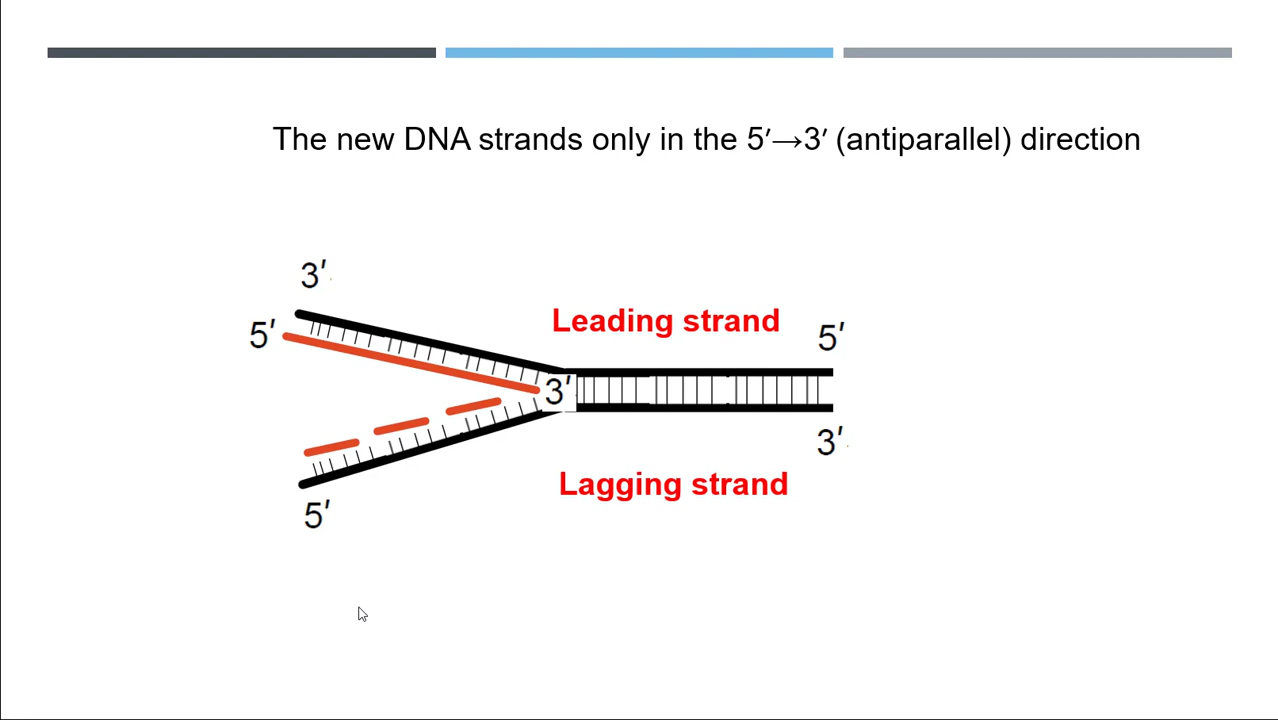 The new DNA strands only in the 5′→3′ (antiparallel) direction
3′
5′
Leading strand
5′
3′
3′
Lagging strand
5′